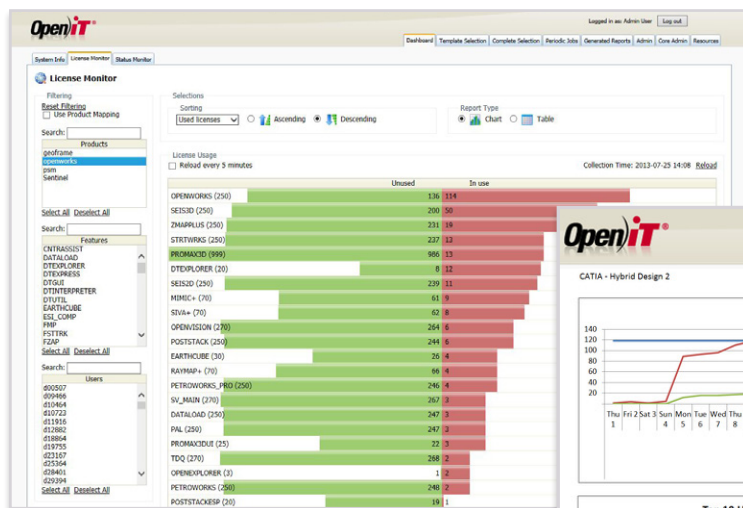 Open iT
Logged in as: Admin User Log out
Dashboard Template Selection Complete Selection Periodic Jobs Generated Reports Admin Core Admin Resources
System Info License Monitor Status Monitor
License Monitor
Filtering
Reset Filtering
Use Product Mapping
Search:
Products
geoframe
openworks
psm
Sentinel
Select All Deselect All
Search:
Features
CNTRASSIST
DATALOAD
DTEXPLORER
DTEXPRESS
DTGUI
DTINTERPRETER
DTUTIL
EARTHCUBE
ESI_COMP
FMP
FSTTRK
FZAP
Select All Deselect All
Search:
Users
d00507
d09466
d10464
d10723
d11916
d12882
d18864
d19755
d23167
d25364
d28401
d29394
Select All Deselect All
Selections
Sorting
Used licenses Ascending Descending
Report Type
Chart Table
License Usage
Reload every 5 minutes
Collection Time: 2013-07-25 14:08 Reload
Unused In use
OPENWORKS (250) 136 114
SEIS3D (250) 200 50
ZMAPPLUS (250) 231 19
STRTWRKS (250) 237 13
PROMAX3D (999) 986 13
DTEXPLORER (20) 8 12
SEIS2D (250) 239 11
MIMIC+ (70) 61 9
SIVA+ (70) 62 8
OPENVISION (270) 264 6
POSTSTACK (250) 244 6
EARTHCUBE (30) 26 4
RAYMAP+ (70) 66 4
PETROWORKS_PRO (250) 246 4
SV_MAIN (270) 267 3
DATALOAD (250) 247 3
PAL (250) 247 3
PROMAX3DUI (25) 22 3
TDQ (270) 268 2
OPENEXPLORER (3) 1 2
PETROWORKS (250) 248 2
POSTSTACKESP (20) 19 1
Open iT
CATIA - Hybrid Design 2
140
120
100
80
60
40
20
Thu Fri 2 Sat 3 Sun Mon Tue Wed Thu
1 4 5 6 7 8